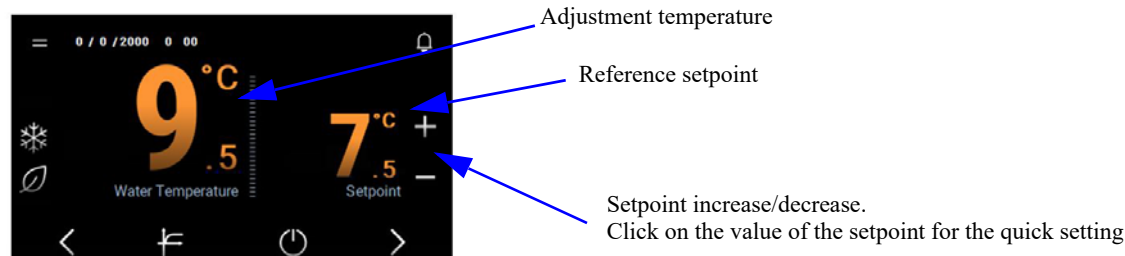 Adjustment temperature
0 / 0 /2000 0 00
Reference setpoint
9.5 °C
7.5 °C
+
−
Water Temperature
Setpoint
Setpoint increase/decrease.
Click on the value of the setpoint for the quick setting